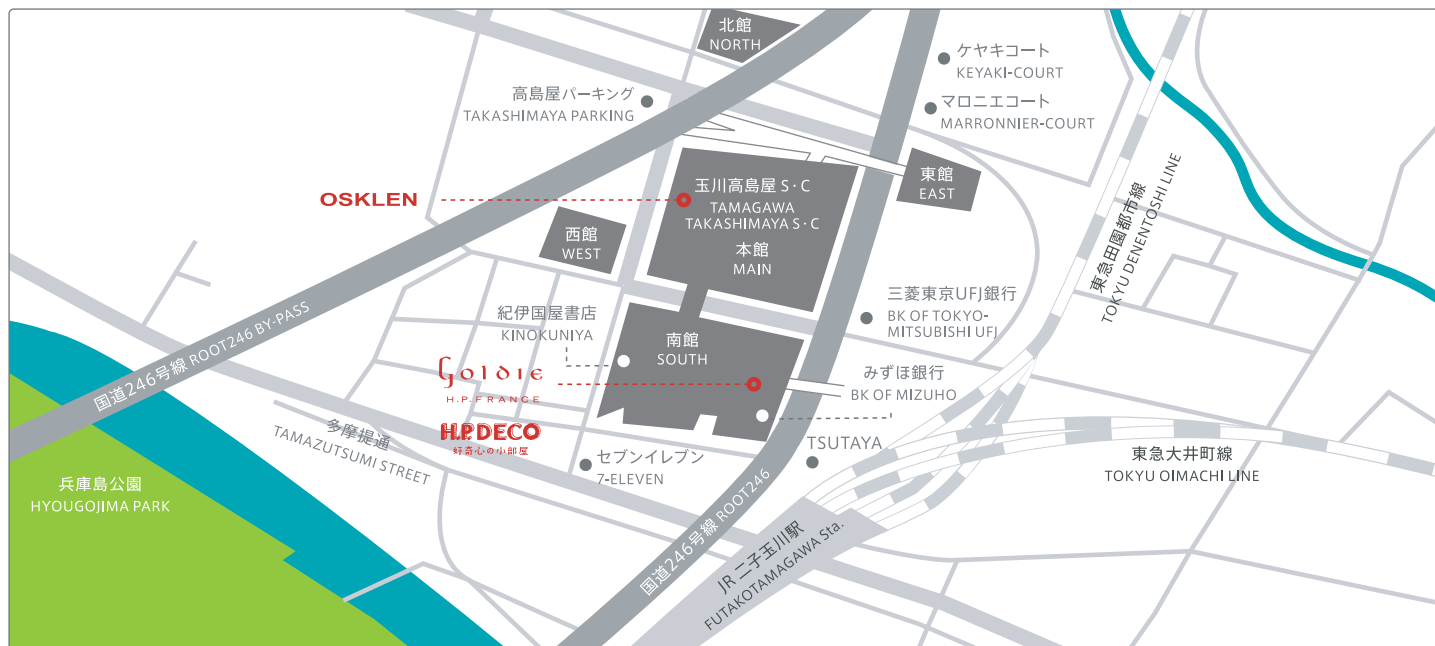 北館
NORTH
ケヤキコート
KEYAKI-COURT
高島屋パーキング
TAKASHIMAYA PARKING
マロニエコート
MARRONNIER-COURT
東館
EAST
OSKLEN
玉川高島屋 S・C
TAMAGAWA
TAKASHIMAYA S・C
本館
MAIN
西館
WEST
東急田園都市線
TOKYU DENENTOSHI LINE
三菱東京UFJ銀行
BK OF TOKYO-
MITSUBISHI UFJ
紀伊国屋書店
KINOKUNIYA
南館
SOUTH
国道246号線 ROOT246 BY-PASS
Goldie
H.P.FRANCE
みずほ銀行
BK OF MIZUHO
H.P.DECO
好奇心の小部屋
多摩提通
TAMAZUTSUMI STREET
セブンイレブン
7-ELEVEN
TSUTAYA
東急大井町線
TOKYU OIMACHI LINE
兵庫島公園
HYOUGOJIMA PARK
国道246号線 ROOT246
JR 二子玉川駅
FUTAKOTAMAGAWA Sta.